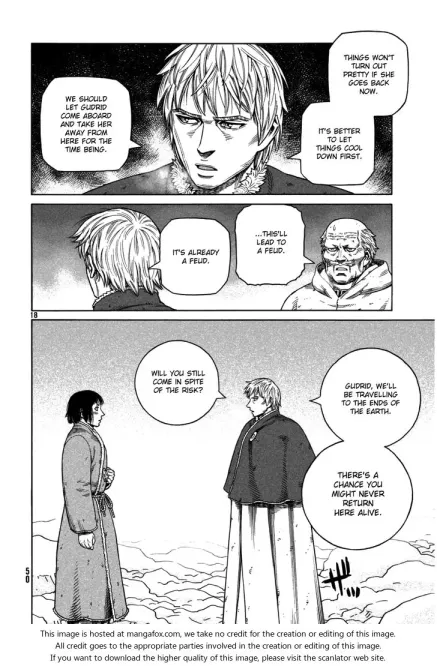 THINGS WON'T
TURN OUT
PRETTY IF SHE
GOES BACK
NOW.
IT'S BETTER
TO LET
THINGS COOL
DOWN FIRST.
WE SHOULD
LET GUDRID
COME ABOARD
AND TAKE HER
AWAY FROM
HERE FOR THE
TIME BEING.
...THIS'LL
LEAD TO
A FEUD.
IT'S ALREADY
A FEUD.
18
GUDRID, WE'LL
BE TRAVELLING
TO THE ENDS OF
THE EARTH.
THERE'S A
CHANCE YOU
MIGHT NEVER
RETURN
HERE ALIVE.
WILL YOU STILL
COME IN SPITE
OF THE RISK?
50
This image is hosted at mangafox.com, we take no credit for the creation or editing of this image.
All credit goes to the appropriate parties involved in the creation or editing of this image.
If you want to download the higher quality of this image, please visit the scanlator web site.